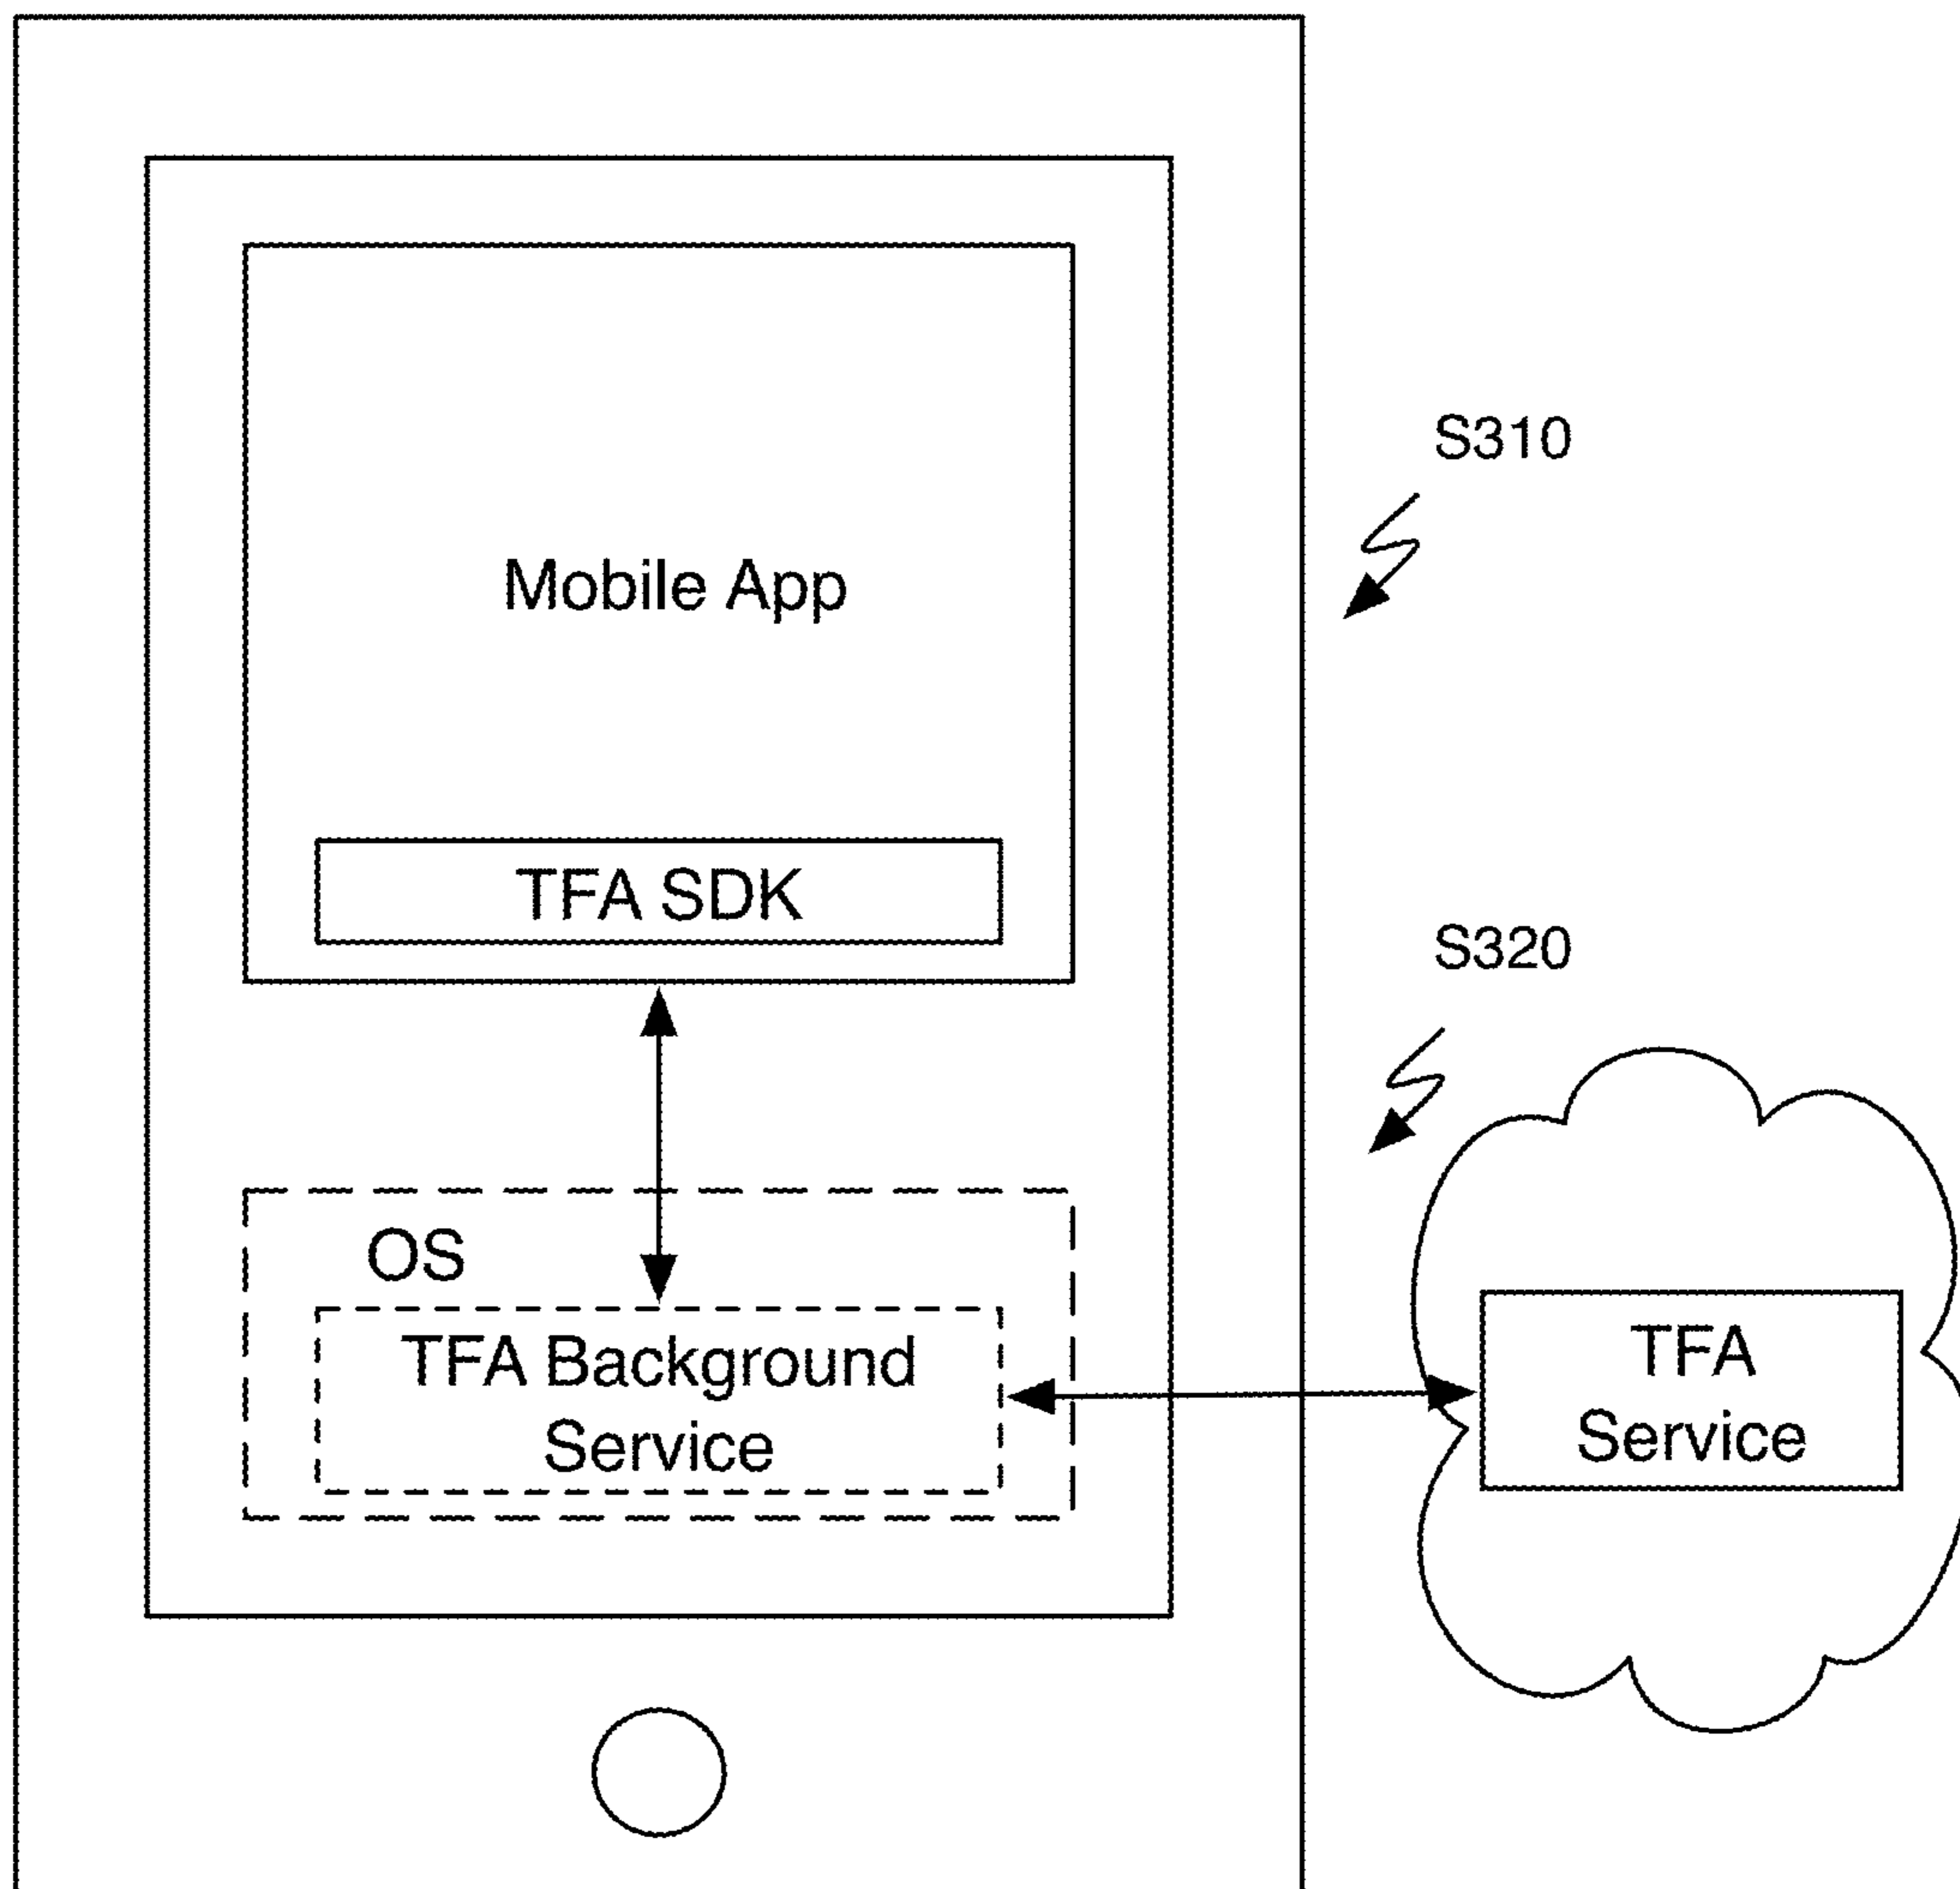 S310
Mobile App
TFA SDK
S320
OS
TFA Background
Service
TFA
Service